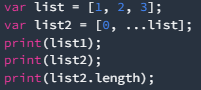 var list = [1, 2, 3];
var list2 = [0, ...list];
print(list1);
print(list2);
print(list2.length);